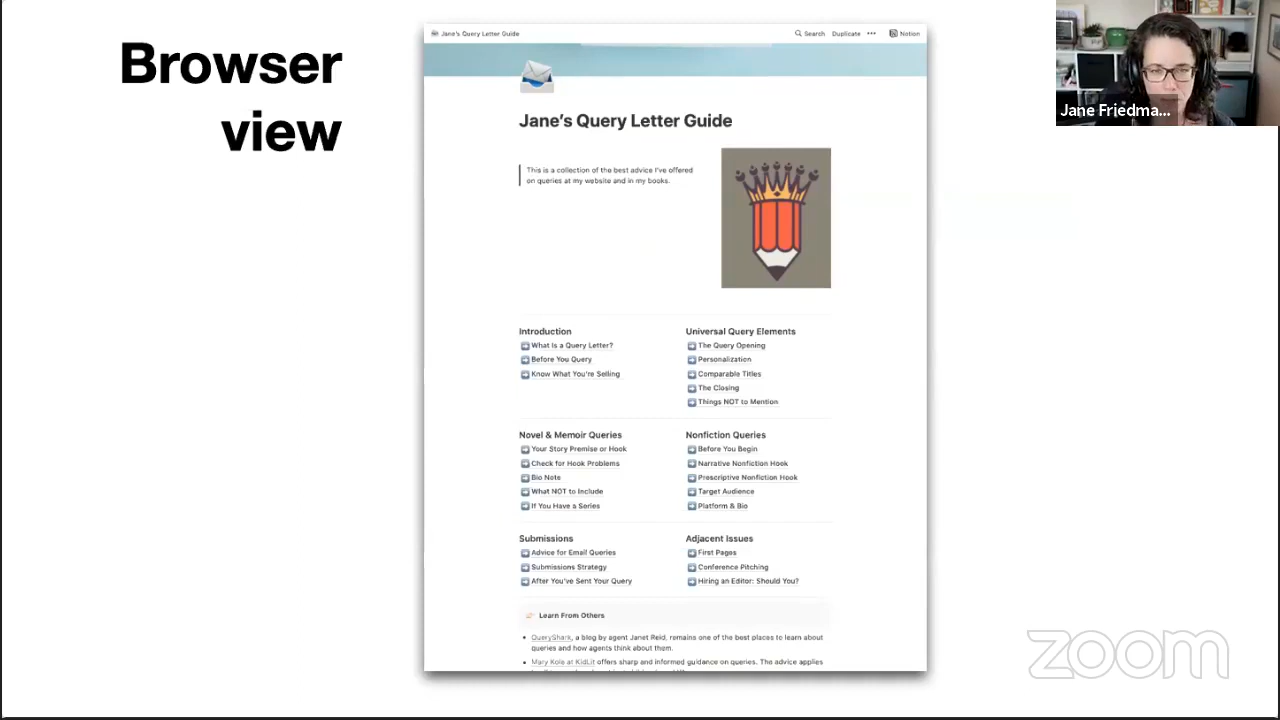 Browser
view
Jane's Query Letter Guide
Search
Duplicate
•••
Notion
Jane's Query Letter Guide
This is a collection of the best advice I've offered
on queries at my website and in my books.
Introduction
What Is a Query Letter?
Before You Query
Know What You're Selling
Universal Query Elements
The Query Opening
Personalization
Comparable Titles
The Closing
Things NOT to Mention
Novel & Memoir Queries
Your Story Premise or Hook
Check for Hook Problems
Bio Note
What NOT to Include
If You Have a Series
Nonfiction Queries
Before You Begin
Narrative Nonfiction Hook
Prescriptive Nonfiction Hook
Target Audience
Platform & Bio
Submissions
Advice for Email Queries
Submissions Strategy
After You've Sent Your Query
Adjacent Issues
First Pages
Conference Pitching
Hiring an Editor: Should You?
Learn From Others
• QueryShark, a blog by agent Janet Reid, remains one of the best places to learn about
queries and how agents think about them.
• Mary Kole at KidLit offers sharp and informed guidance on queries. The advice applies
Jane Friedma...
zoom